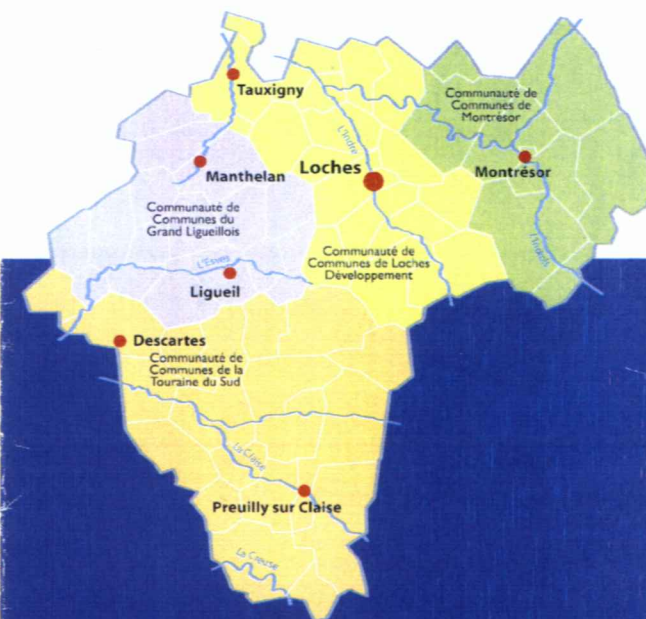 Tauxigny
Communauté de
Communes de
Montrésor
L'Indre
Loches
Montrésor
Manthelan
Communauté de
Communes du
Grand Ligueillois
Communauté de
Communes de Loches
Développement
L'Esves
Ligueil
Descartes
Communauté de
Communes de la
Touraine du Sud
La Claise
Preuilly sur Claise
La Creuse